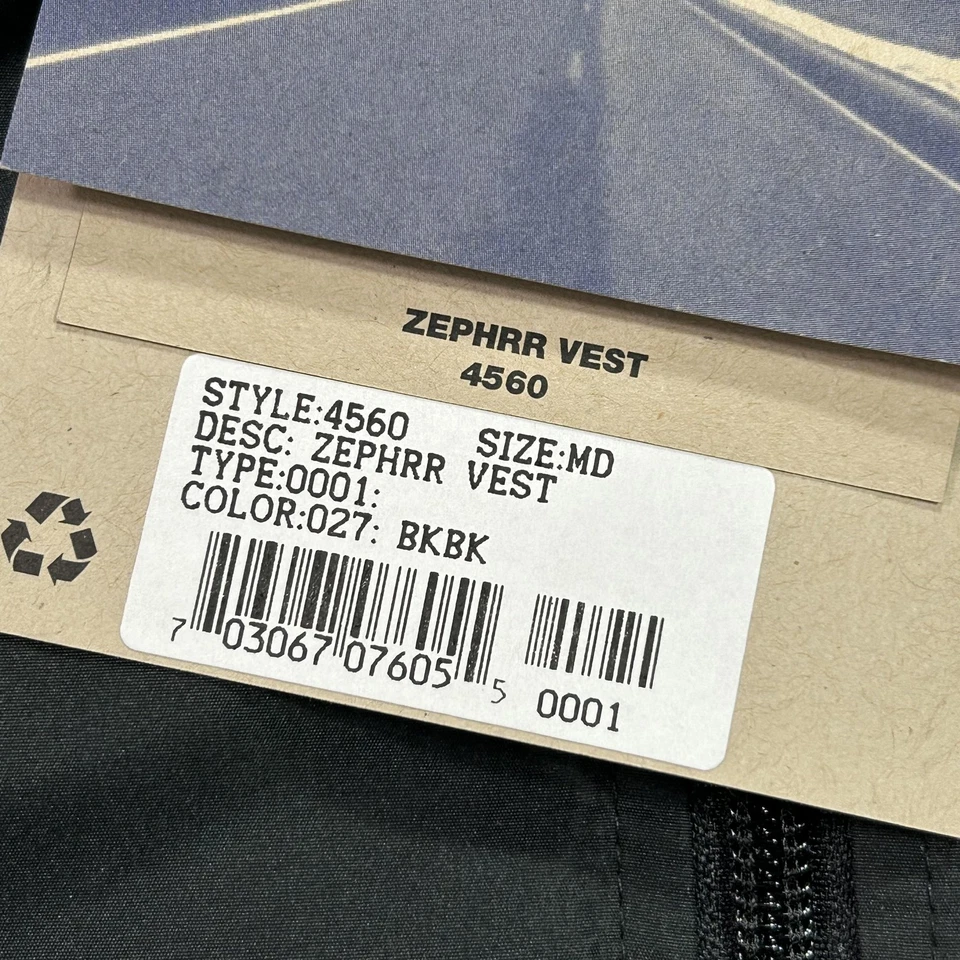 ZEPHRR VEST
4560
STYLE:4560 SIZE:MD
DESC: ZEPHRR VEST
TYPE:0001:
COLOR:027: BKBK
7 03067 07605 5 0001